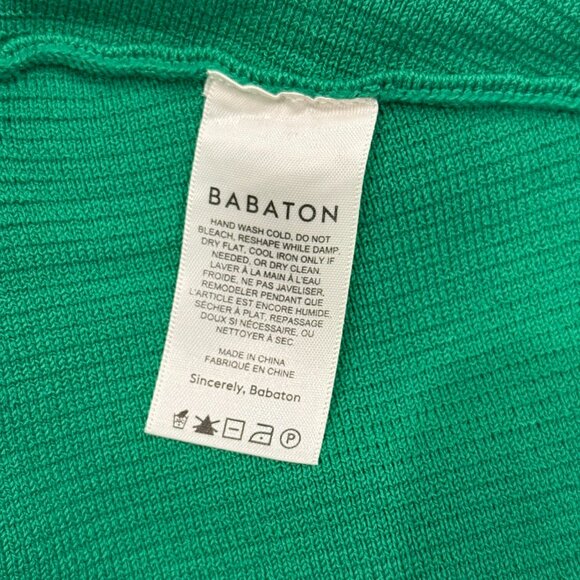 BABATON
HAND WASH COLD, DO NOT
BLEACH, RESHAPE WHILE DAMP,
DRY FLAT, COOL IRON ONLY IF
NEEDED, OR DRY CLEAN.
LAVER À LA MAIN À L'EAU
FROIDE, NE PAS JAVELISER,
REMODELER PENDANT QUE
L'ARTICLE EST ENCORE HUMIDE,
SÉCHER À PLAT, REPASSAGE
DOUX SI NÉCESSAIRE, OU
NETTOYER À SEC.
MADE IN CHINA
FABRIQUÉ EN CHINE
Sincerely, Babaton
P